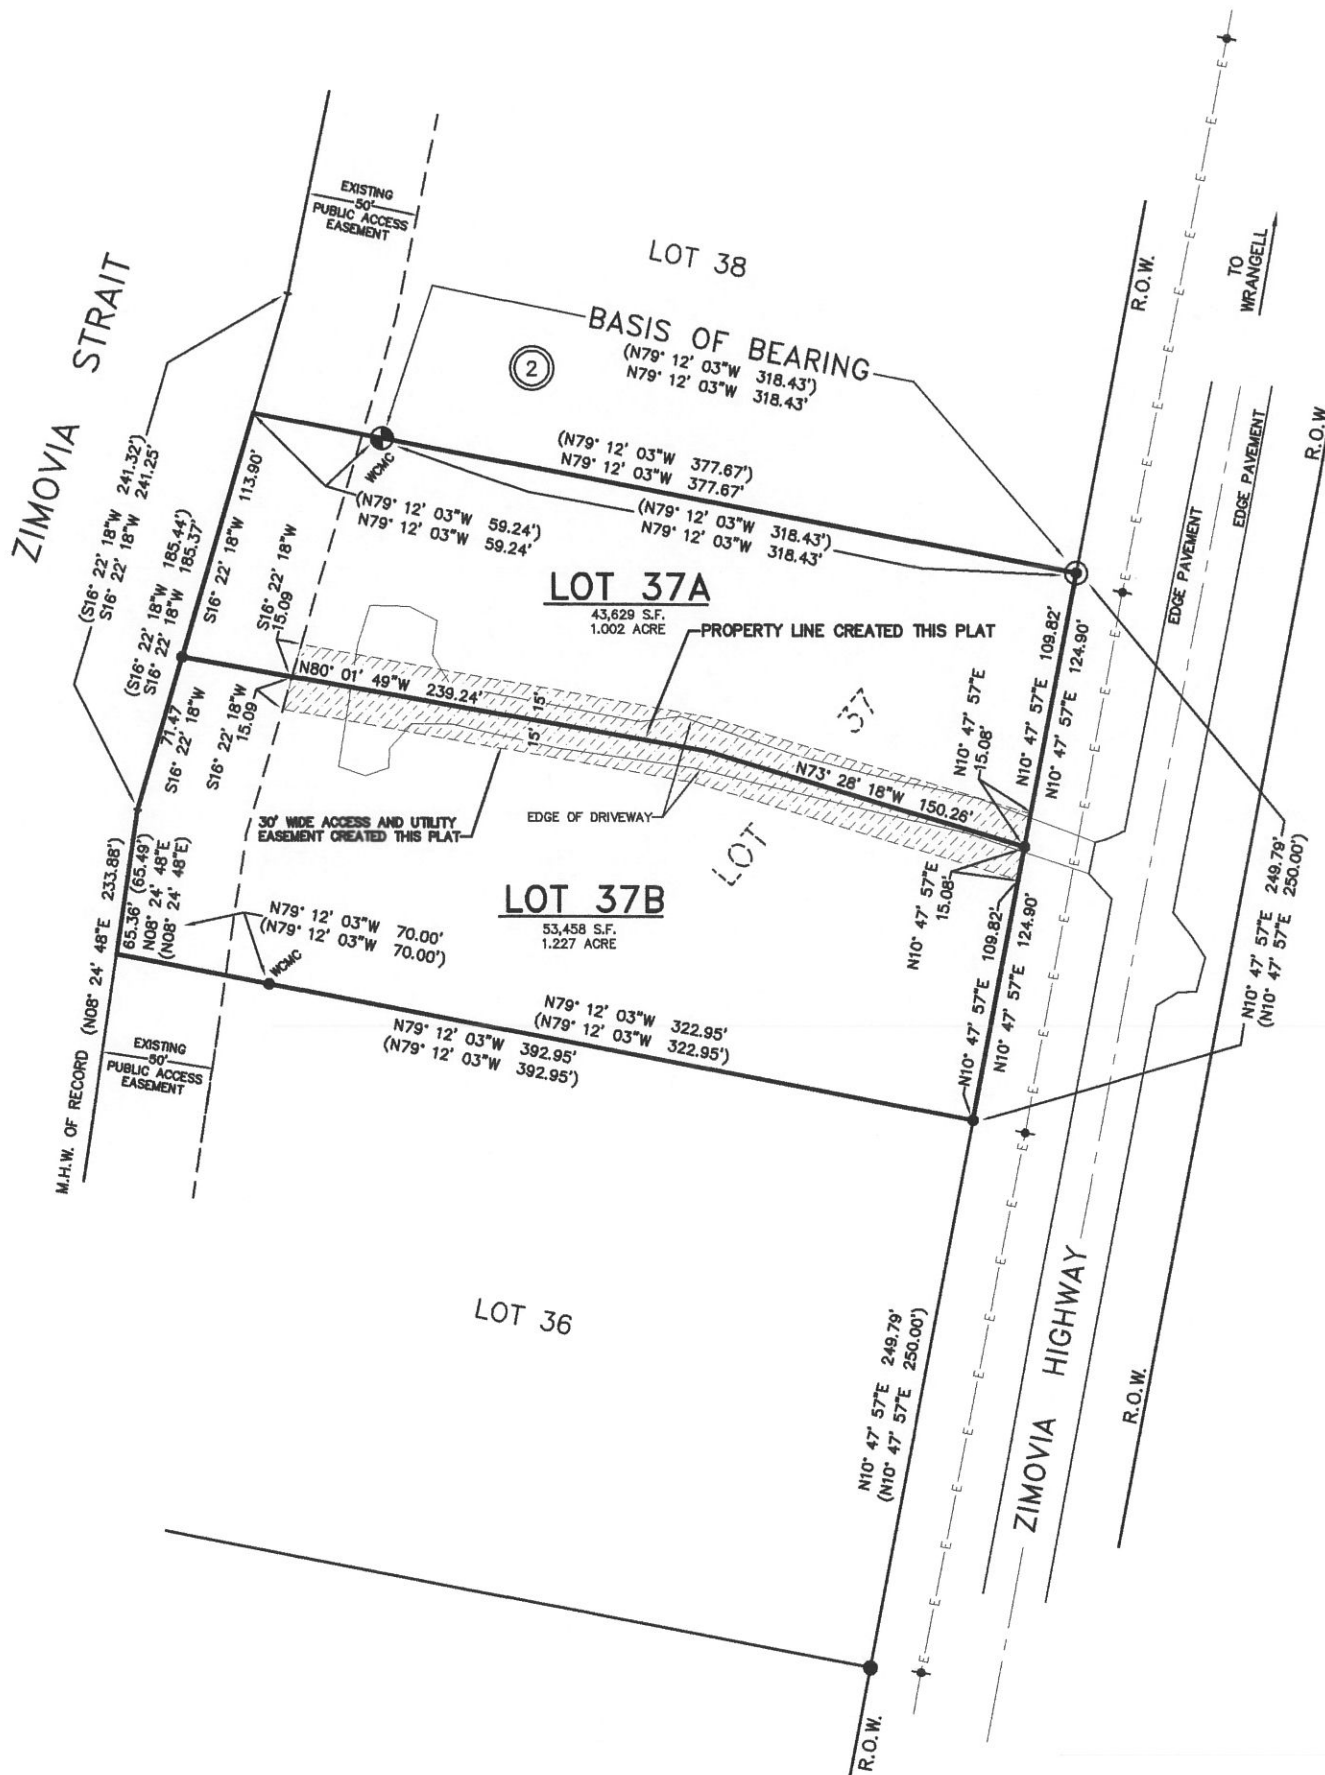 EXISTING
50'
PUBLIC ACCESS
EASEMENT
LOT 38
ZIMOVIA STRAIT
R.O.W.
TO
WRANGELL
BASIS OF BEARING
(N79° 12' 03"W 318.43')
N79° 12' 03"W 318.43'
2
R.O.W
EDGE PAVEMENT
EDGE PAVEMENT
(N79° 12' 03"W 377.67')
N79° 12' 03"W 377.67'
WCMC
(N79° 12' 03"W 59.24')
N79° 12' 03"W 59.24'
(N79° 12' 03"W 318.43')
N79° 12' 03"W 318.43'
(S16° 22' 18"W 241.32')
S16° 22' 18"W 241.25'
(S16° 22' 18"W 185.44')
S16° 22' 18"W 185.37'
S16° 22' 18"W 113.90'
S16° 22' 18"W
15.09
LOT 37A
43,629 S.F.
1.002 ACRE
PROPERTY LINE CREATED THIS PLAT
N10° 47' 57"E 109.82'
N10° 47' 57"E 124.90'
N80° 01' 49"W 239.24'
15'
15'
37
N10° 47' 57"E
15.08'
71.47
S16° 22' 18"W
S16° 22' 18"W
15.09
N73° 28' 18"W 150.26'
30' WIDE ACCESS AND UTILITY
EASEMENT CREATED THIS PLAT
EDGE OF DRIVEWAY
LOT
N10° 47' 57"E
15.08'
LOT 37B
53,458 S.F.
1.227 ACRE
65.36' (65.49')
N08° 24' 48"E
(N08° 24' 48"E)
N79° 12' 03"W 70.00'
(N79° 12' 03"W 70.00')
WCMC
N10° 47' 57"E 109.82'
N10° 47' 57"E 124.90'
N10° 47' 57"E 249.79'
(N10° 47' 57"E 250.00')
N79° 12' 03"W 322.95'
(N79° 12' 03"W 322.95')
N79° 12' 03"W 392.95'
(N79° 12' 03"W 392.95')
M.H.W. OF RECORD (N08° 24' 48"E 233.88')
EXISTING
50'
PUBLIC ACCESS
EASEMENT
LOT 36
N10° 47' 57"E 249.79'
(N10° 47' 57"E 250.00')
ZIMOVIA HIGHWAY
R.O.W.
R.O.W.
E E E E E E E E E E E E E E E E E E E E E E E E E